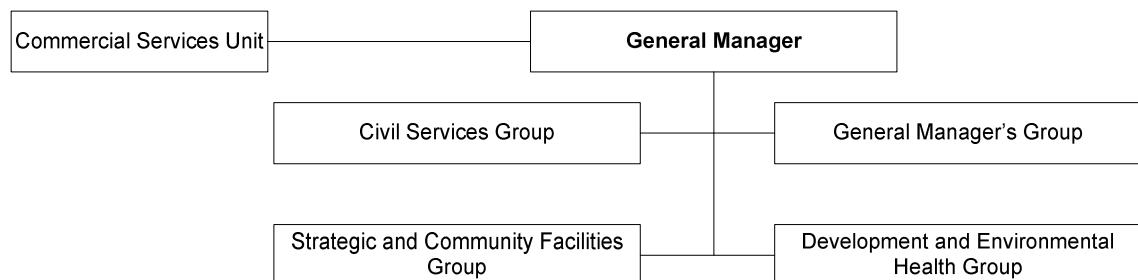 Commercial Services Unit
General Manager
Civil Services Group
General Manager’s Group
Strategic and Community Facilities
Group
Development and Environmental
Health Group